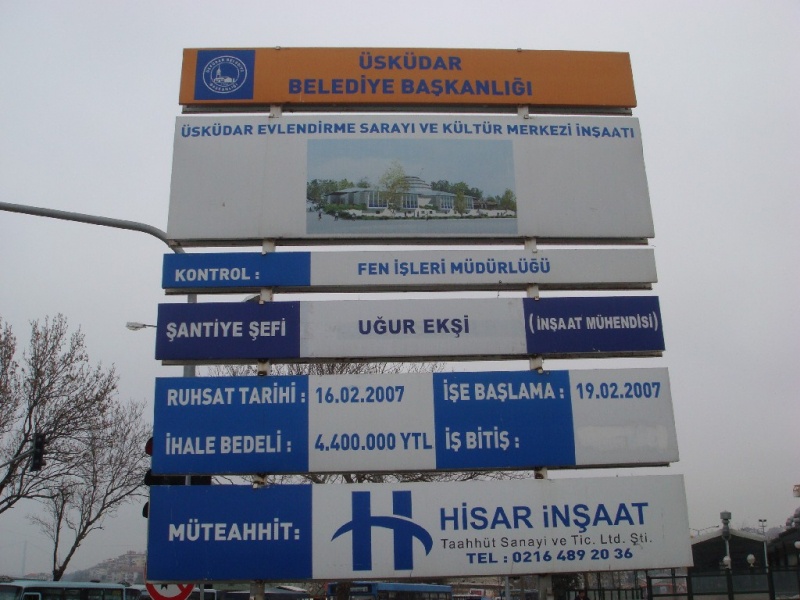 ÜSKÜDAR
BELEDİYE BAŞKANLIĞI
ÜSKÜDAR EVLENDİRME SARAYI VE KÜLTÜR MERKEZİ İNŞAATI
KONTROL : FEN İŞLERİ MÜDÜRLÜĞÜ
ŞANTİYE ŞEFİ UĞUR EKŞİ (İNŞAAT MÜHENDİSİ)
RUHSAT TARİHİ : 16.02.2007 İŞE BAŞLAMA : 19.02.2007
İHALE BEDELİ : 4.400.000 YTL İŞ BİTİŞ :
MÜTEAHHİT: H HİSAR İNŞAAT
Taahhüt Sanayi ve Tic. Ltd. Şti.
TEL : 0216 489 20 36